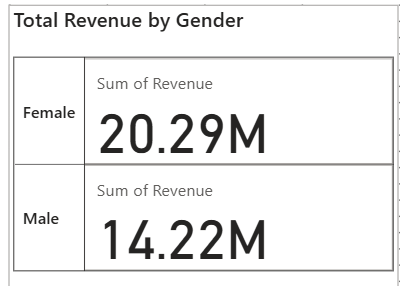 Total Revenue by Gender
Female
Sum of Revenue
20.29M
Male
Sum of Revenue
14.22M